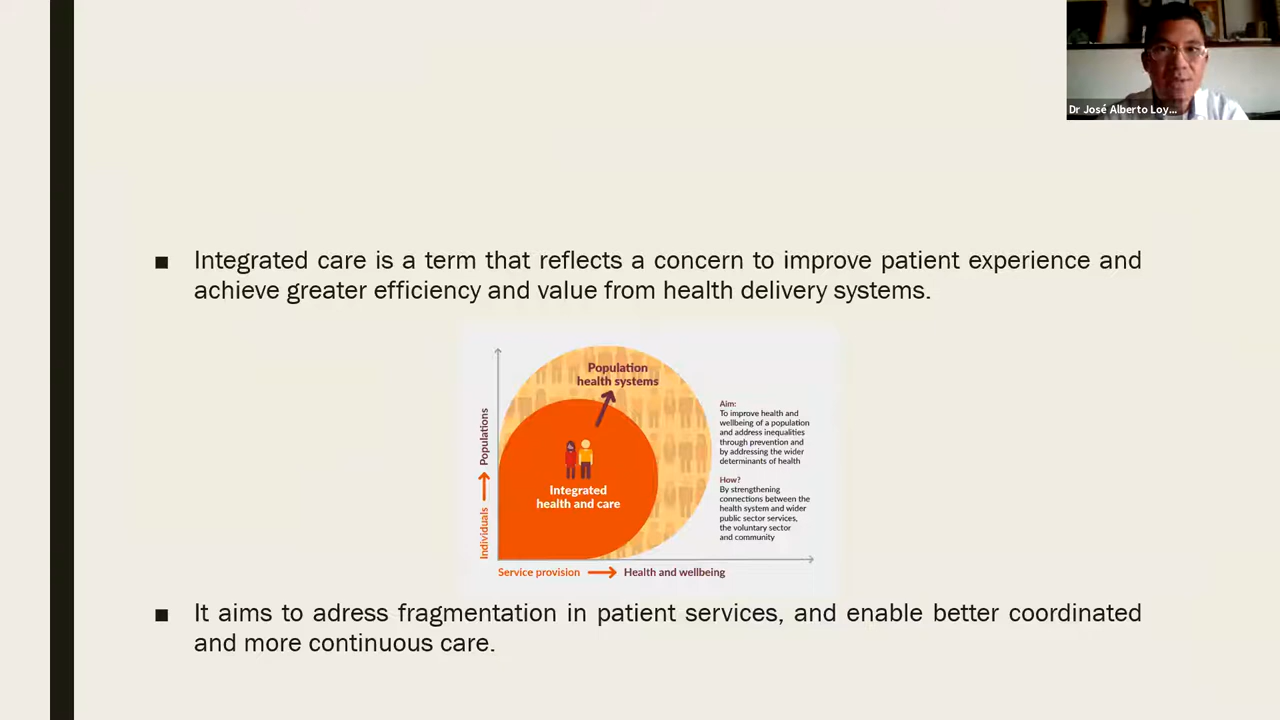 Dr José Alberto Loy...
■ Integrated care is a term that reflects a concern to improve patient experience and
achieve greater efficiency and value from health delivery systems.
Population
health systems
Integrated
health and care
Individuals → Populations
Service provision → Health and wellbeing
Aim:
To improve health and
wellbeing of a population
and address inequalities
through prevention and
by addressing the wider
determinants of health
How?
By strengthening
connections between the
health system and wider
public sector services,
the voluntary sector
and community
■ It aims to adress fragmentation in patient services, and enable better coordinated
and more continuous care.